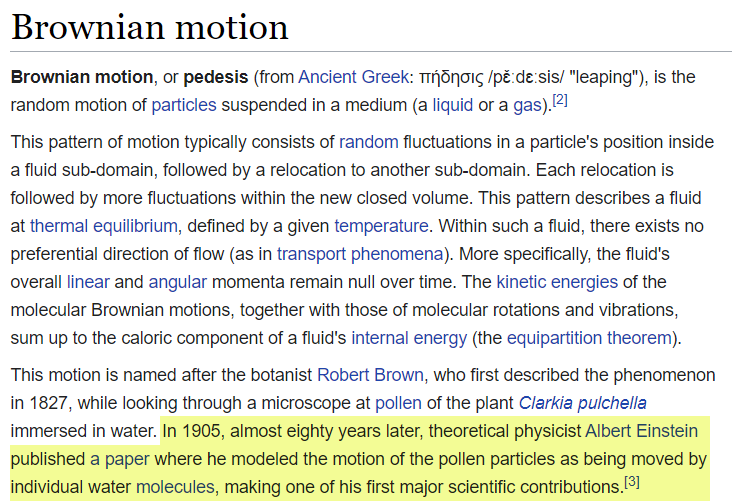 Brownian motion
Brownian motion, or pedesis (from Ancient Greek: πήδησις /pɛ̌ːdɛːsis/ "leaping"), is the
random motion of particles suspended in a medium (a liquid or a gas).[2]
This pattern of motion typically consists of random fluctuations in a particle's position inside
a fluid sub-domain, followed by a relocation to another sub-domain. Each relocation is
followed by more fluctuations within the new closed volume. This pattern describes a fluid
at thermal equilibrium, defined by a given temperature. Within such a fluid, there exists no
preferential direction of flow (as in transport phenomena). More specifically, the fluid's
overall linear and angular momenta remain null over time. The kinetic energies of the
molecular Brownian motions, together with those of molecular rotations and vibrations,
sum up to the caloric component of a fluid's internal energy (the equipartition theorem).
This motion is named after the botanist Robert Brown, who first described the phenomenon
in 1827, while looking through a microscope at pollen of the plant Clarkia pulchella
immersed in water. In 1905, almost eighty years later, theoretical physicist Albert Einstein
published a paper where he modeled the motion of the pollen particles as being moved by
individual water molecules, making one of his first major scientific contributions.[3]